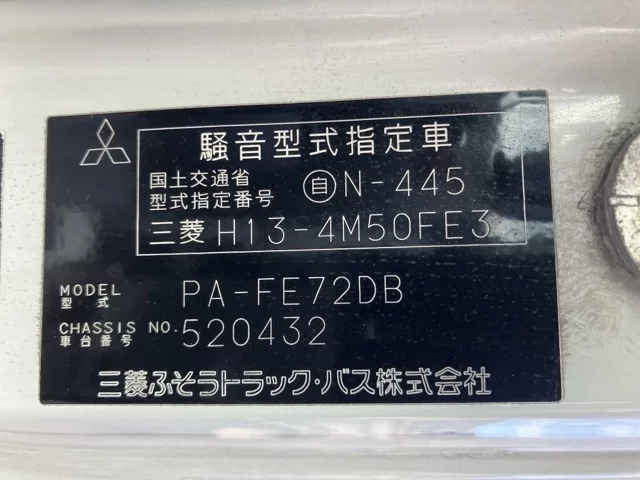 騒音型式指定車
国土交通省
型式指定番号 自N-445
三菱 H13-4M50FE3
MODEL
型式 PA-FE72DB
CHASSIS NO.
車台番号 520432
三菱ふそうトラック・バス株式会社